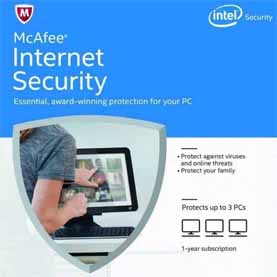 McAfee®
intel Security
Internet
Security
Essential, award-winning protection for your PC
• Protect against viruses
and online threats
• Protect your family
Protects up to 3 PCs
1-year subscription